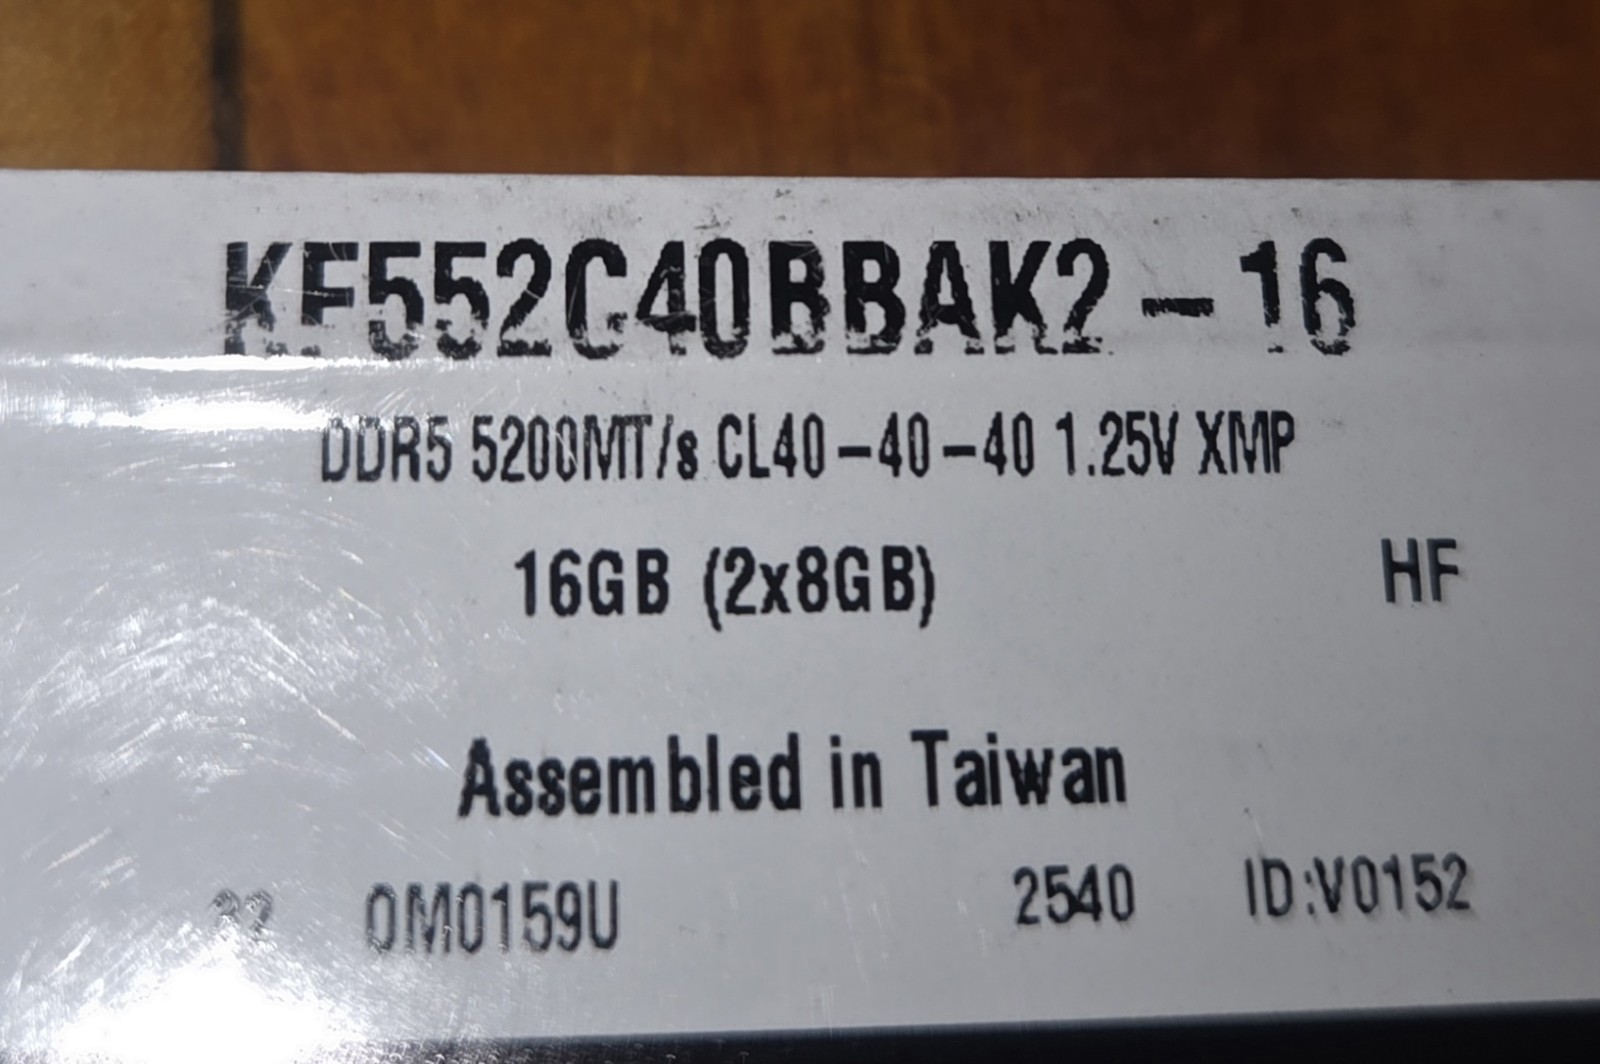 KF552C40BBAK2-16
DDR5 5200MT/s CL40-40-40 1.25V XMP
16GB (2x8GB) HF
Assembled in Taiwan
OM0159U 2540 ID:V0152